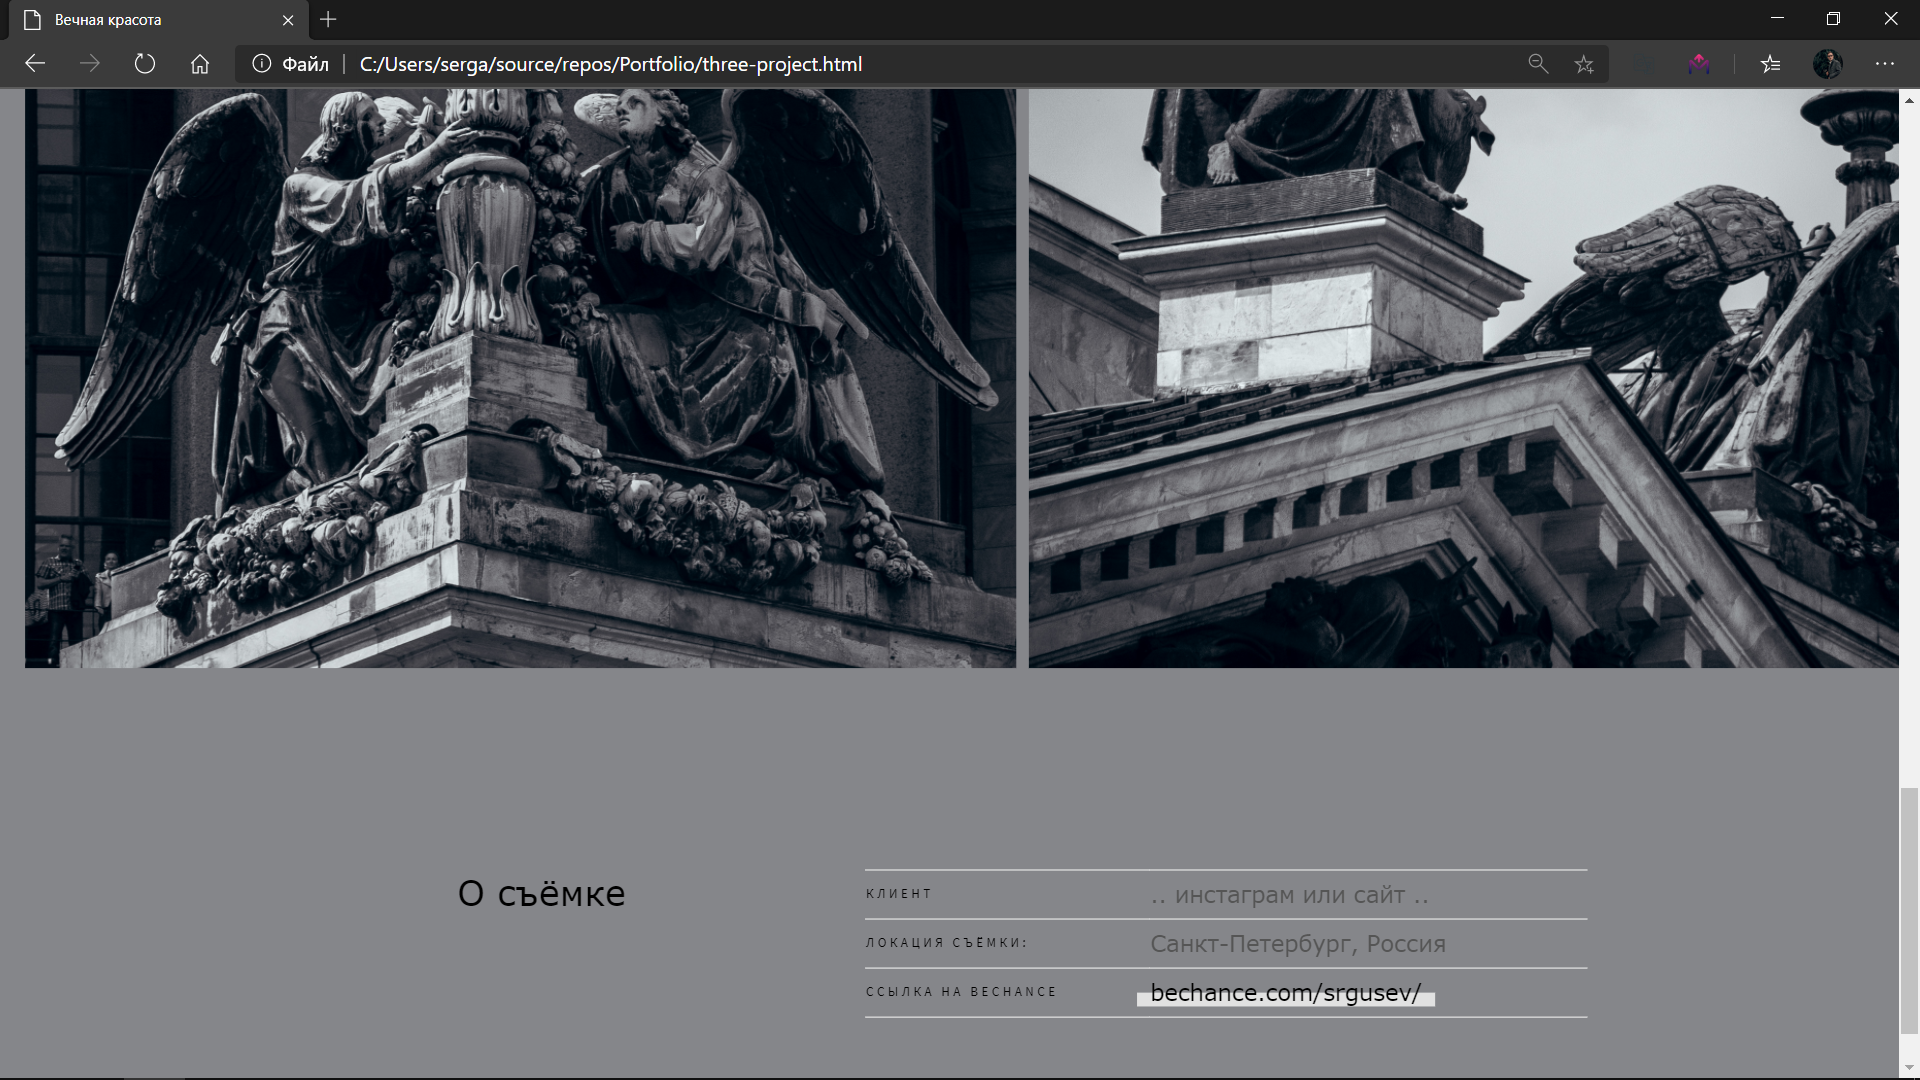 Вечная красота
Файл C:/Users/serga/source/repos/Portfolio/three-project.html
О съёмке
КЛИЕНТ .. инстаграм или сайт ..
ЛОКАЦИЯ СЪЁМКИ: Санкт-Петербург, Россия
ССЫЛКА НА BECHANCE bechance.com/srgusev/